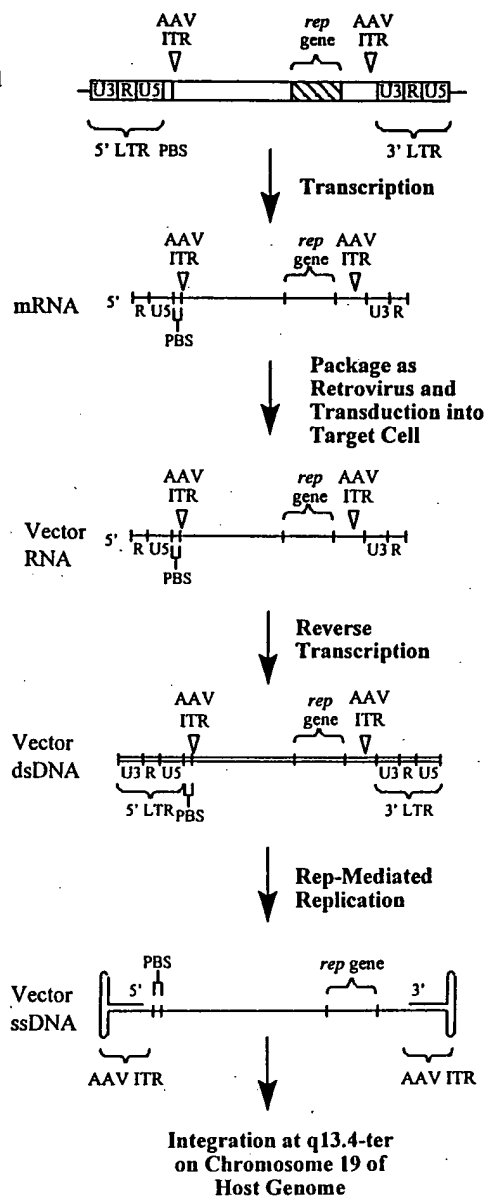 AAV
ITR
rep
gene
AAV
ITR
U3 R U5
U3 R U5
5' LTR PBS
3' LTR
Transcription
AAV
ITR
rep
gene
AAV
ITR
mRNA
5'
R U5
U3 R
PBS
Package as
Retrovirus and
Transduction into
Target Cell
AAV
ITR
rep
gene
AAV
ITR
Vector
RNA
5'
R U5
U3 R
PBS
Reverse
Transcription
AAV
ITR
rep
gene
AAV
ITR
Vector
dsDNA
U3 R U5
U3 R U5
5' LTR PBS
3' LTR
Rep-Mediated
Replication
PBS
rep gene
5'
3'
Vector
ssDNA
AAV ITR
AAV ITR
Integration at q13.4-ter
on Chromosome 19 of
Host Genome